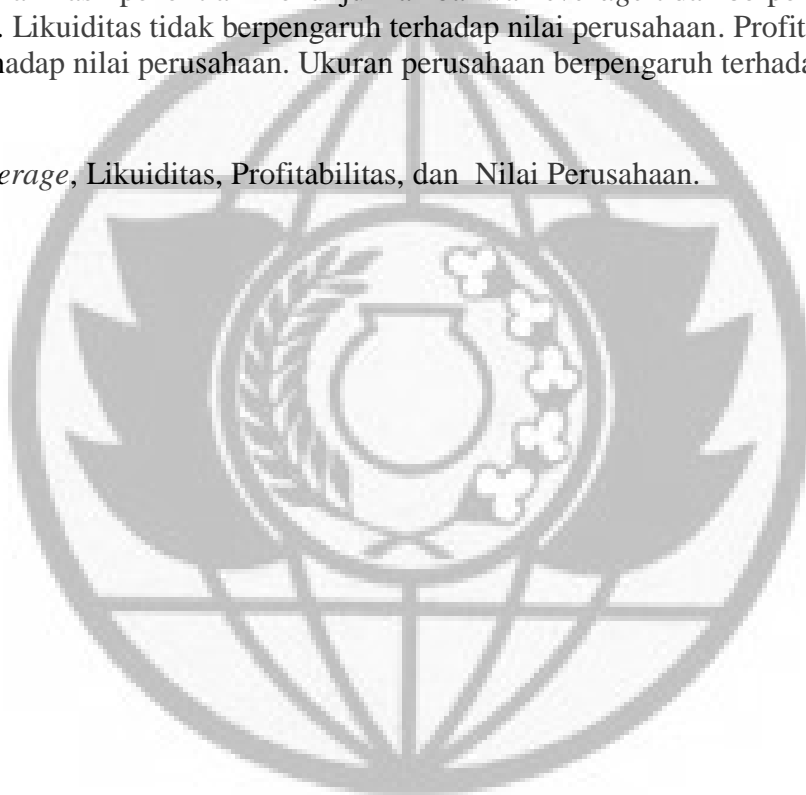 . Likuiditas tidak berpengaruh terhadap nilai perusahaan. Profit
hadap nilai perusahaan. Ukuran perusahaan berpengaruh terhada
erage, Likuiditas, Profitabilitas, dan Nilai Perusahaan.